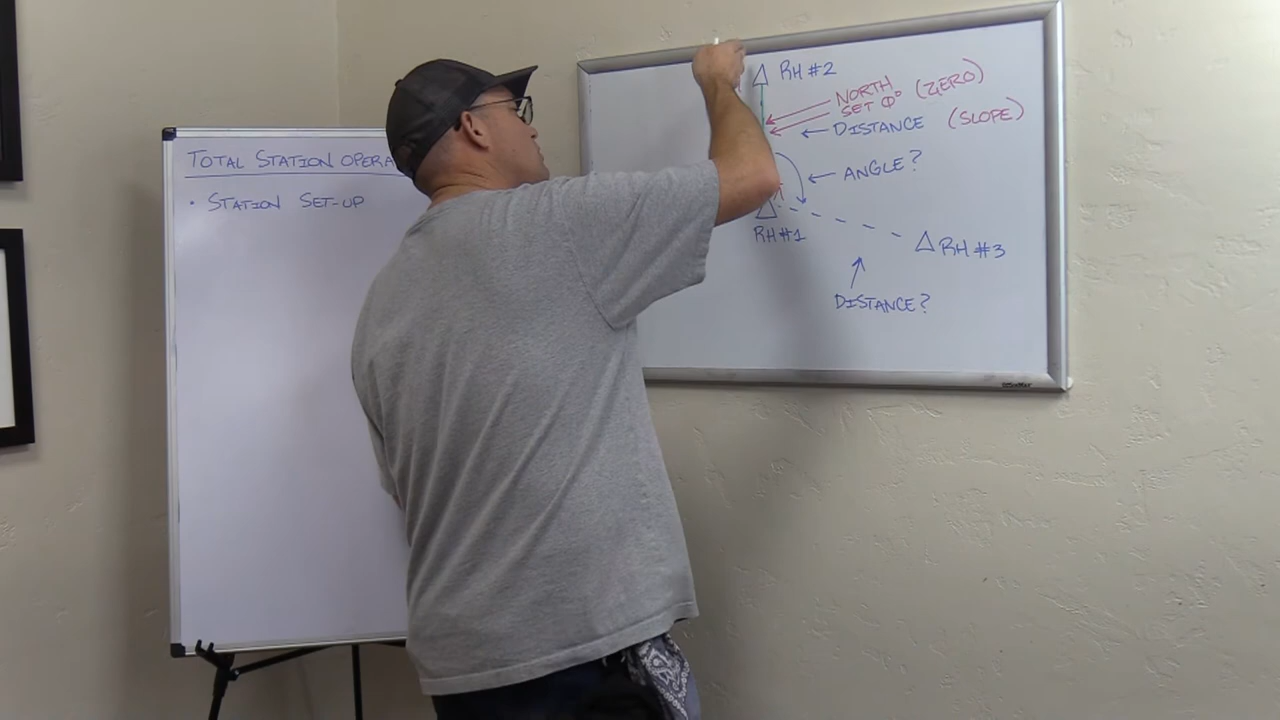 TOTAL STATION OPERA
• STATION SET-UP
RH #2
NORTH (ZERO)
SET 0°
← DISTANCE (SLOPE)
← ANGLE?
RH #1
RH #3
DISTANCE?